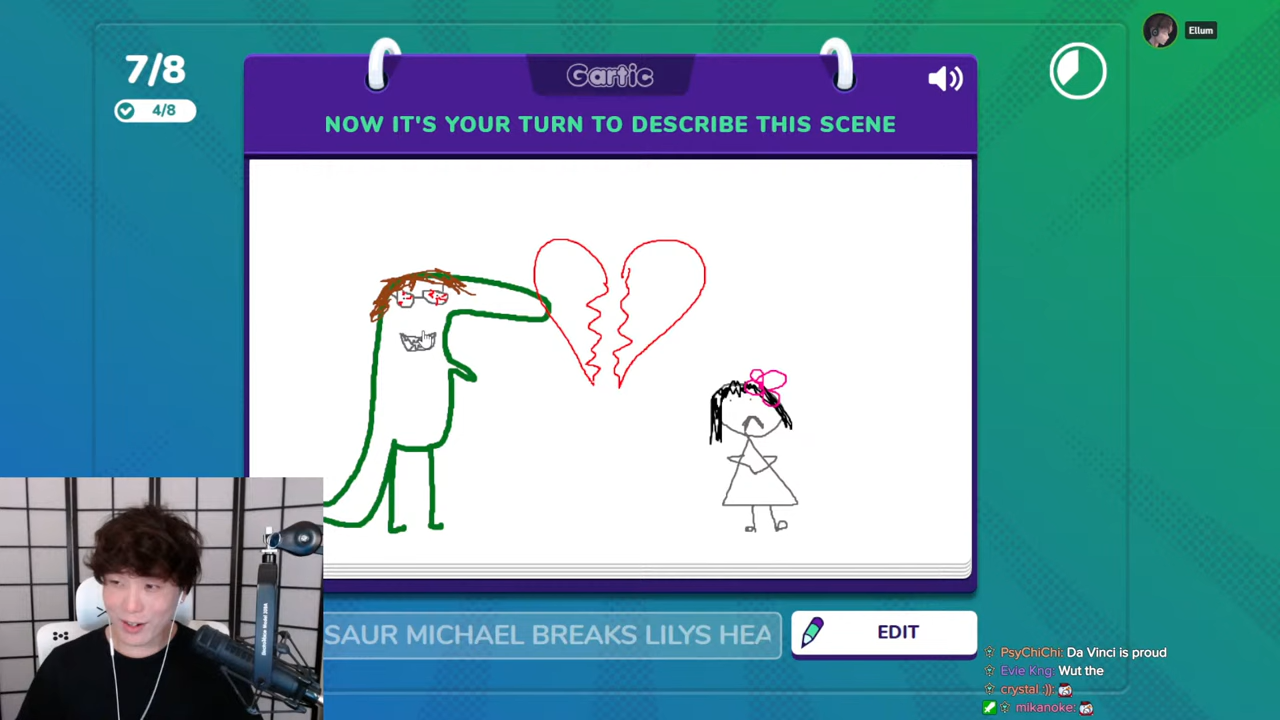 7/8
4/8
Gartic
NOW IT'S YOUR TURN TO DESCRIBE THIS SCENE
Ellum
SAUR MICHAEL BREAKS LILYS HEA
EDIT
PsyChiChi: Da Vinci is proud
Evie Kng: Wut the
crystal :)):
mikanoke: